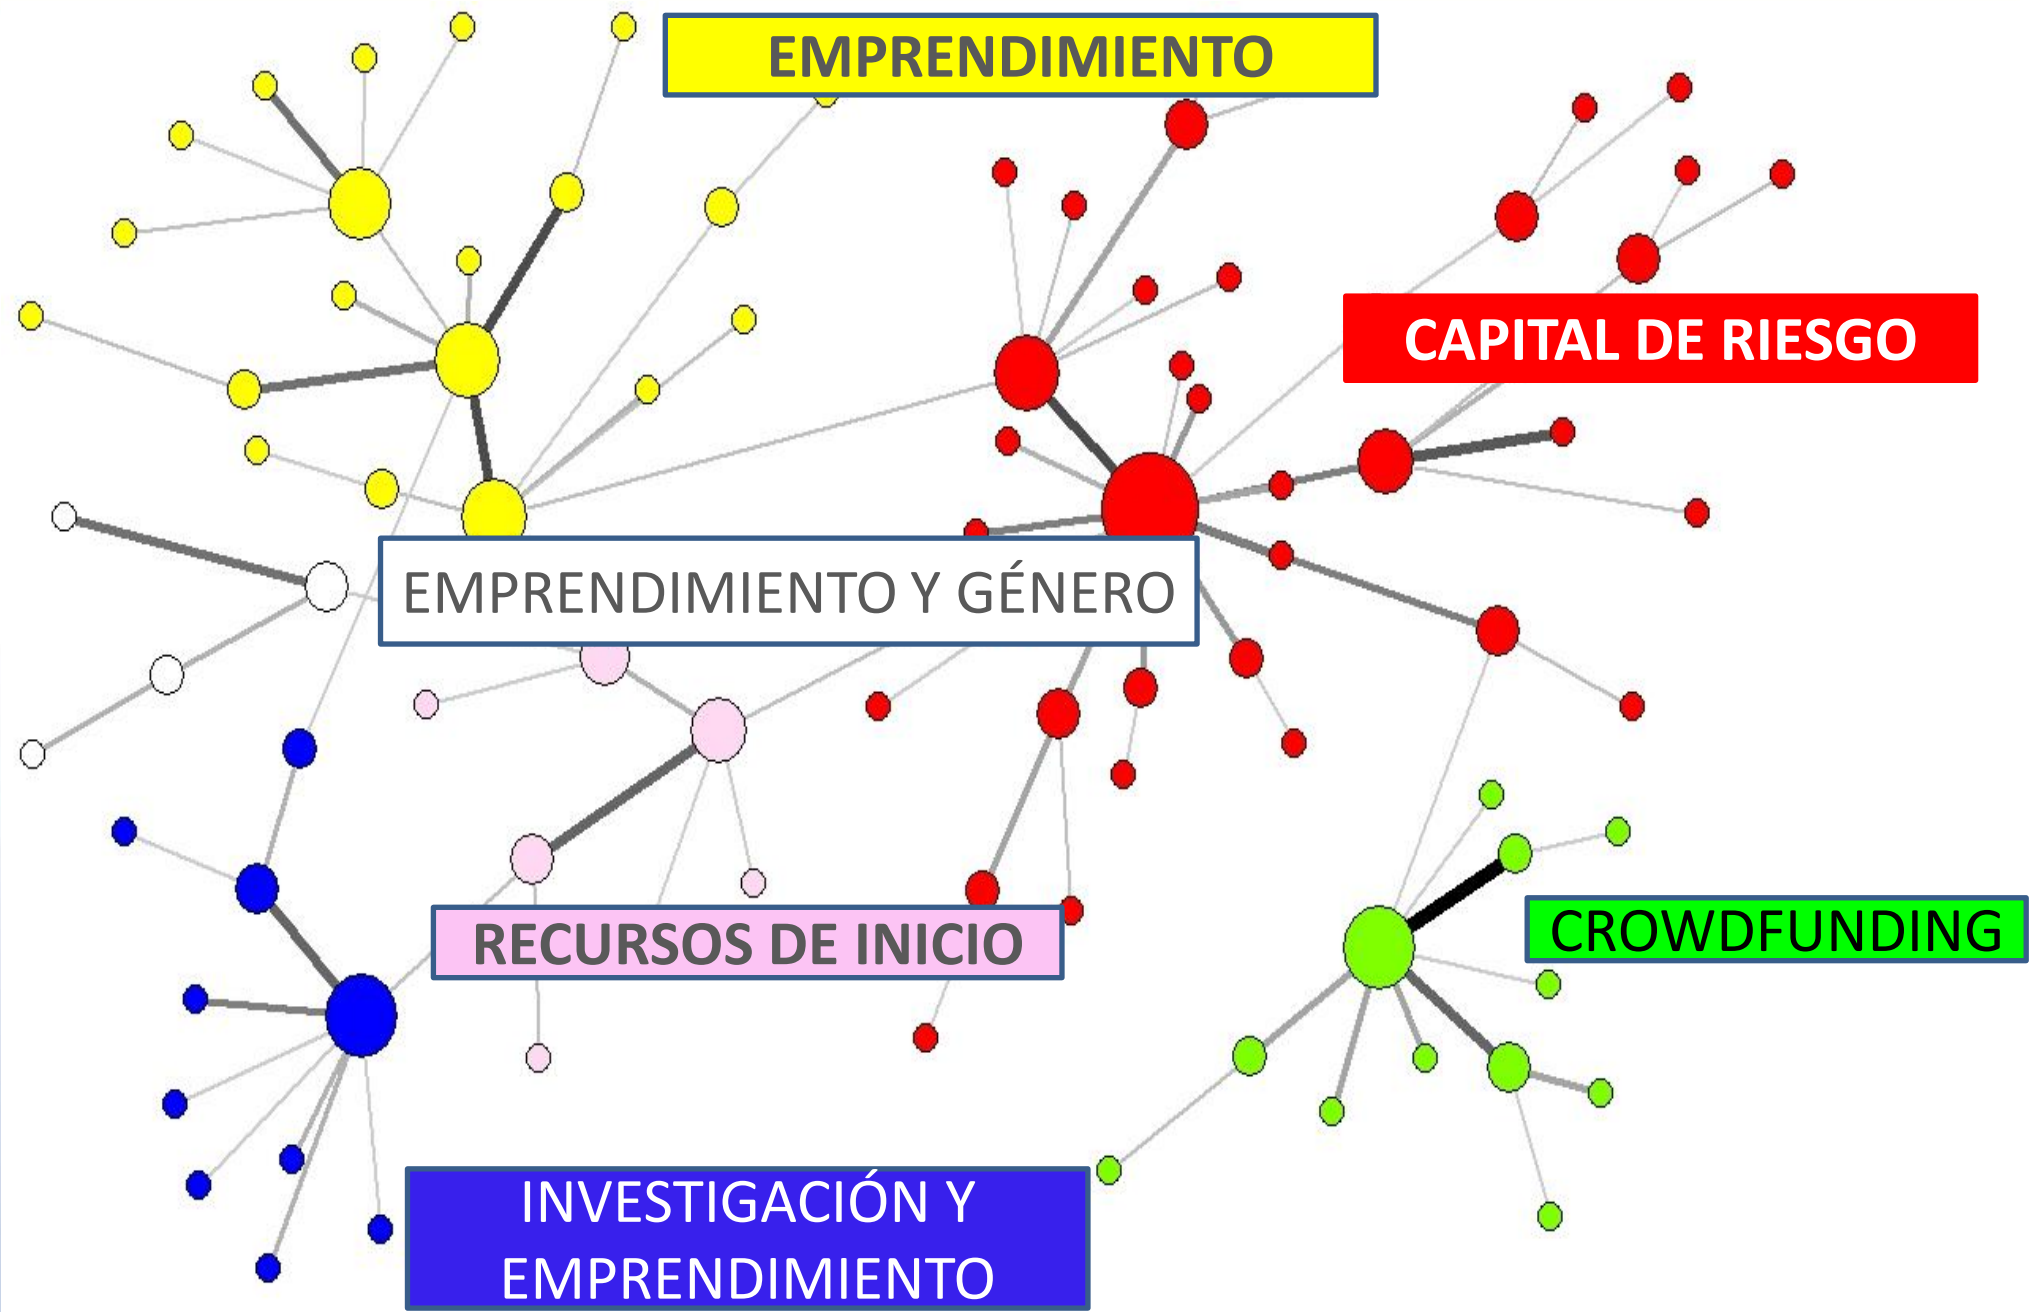 EMPRENDIMIENTO
CAPITAL DE RIESGO
EMPRENDIMIENTO Y GÉNERO
RECURSOS DE INICIO
CROWDFUNDING
INVESTIGACIÓN Y
EMPRENDIMIENTO